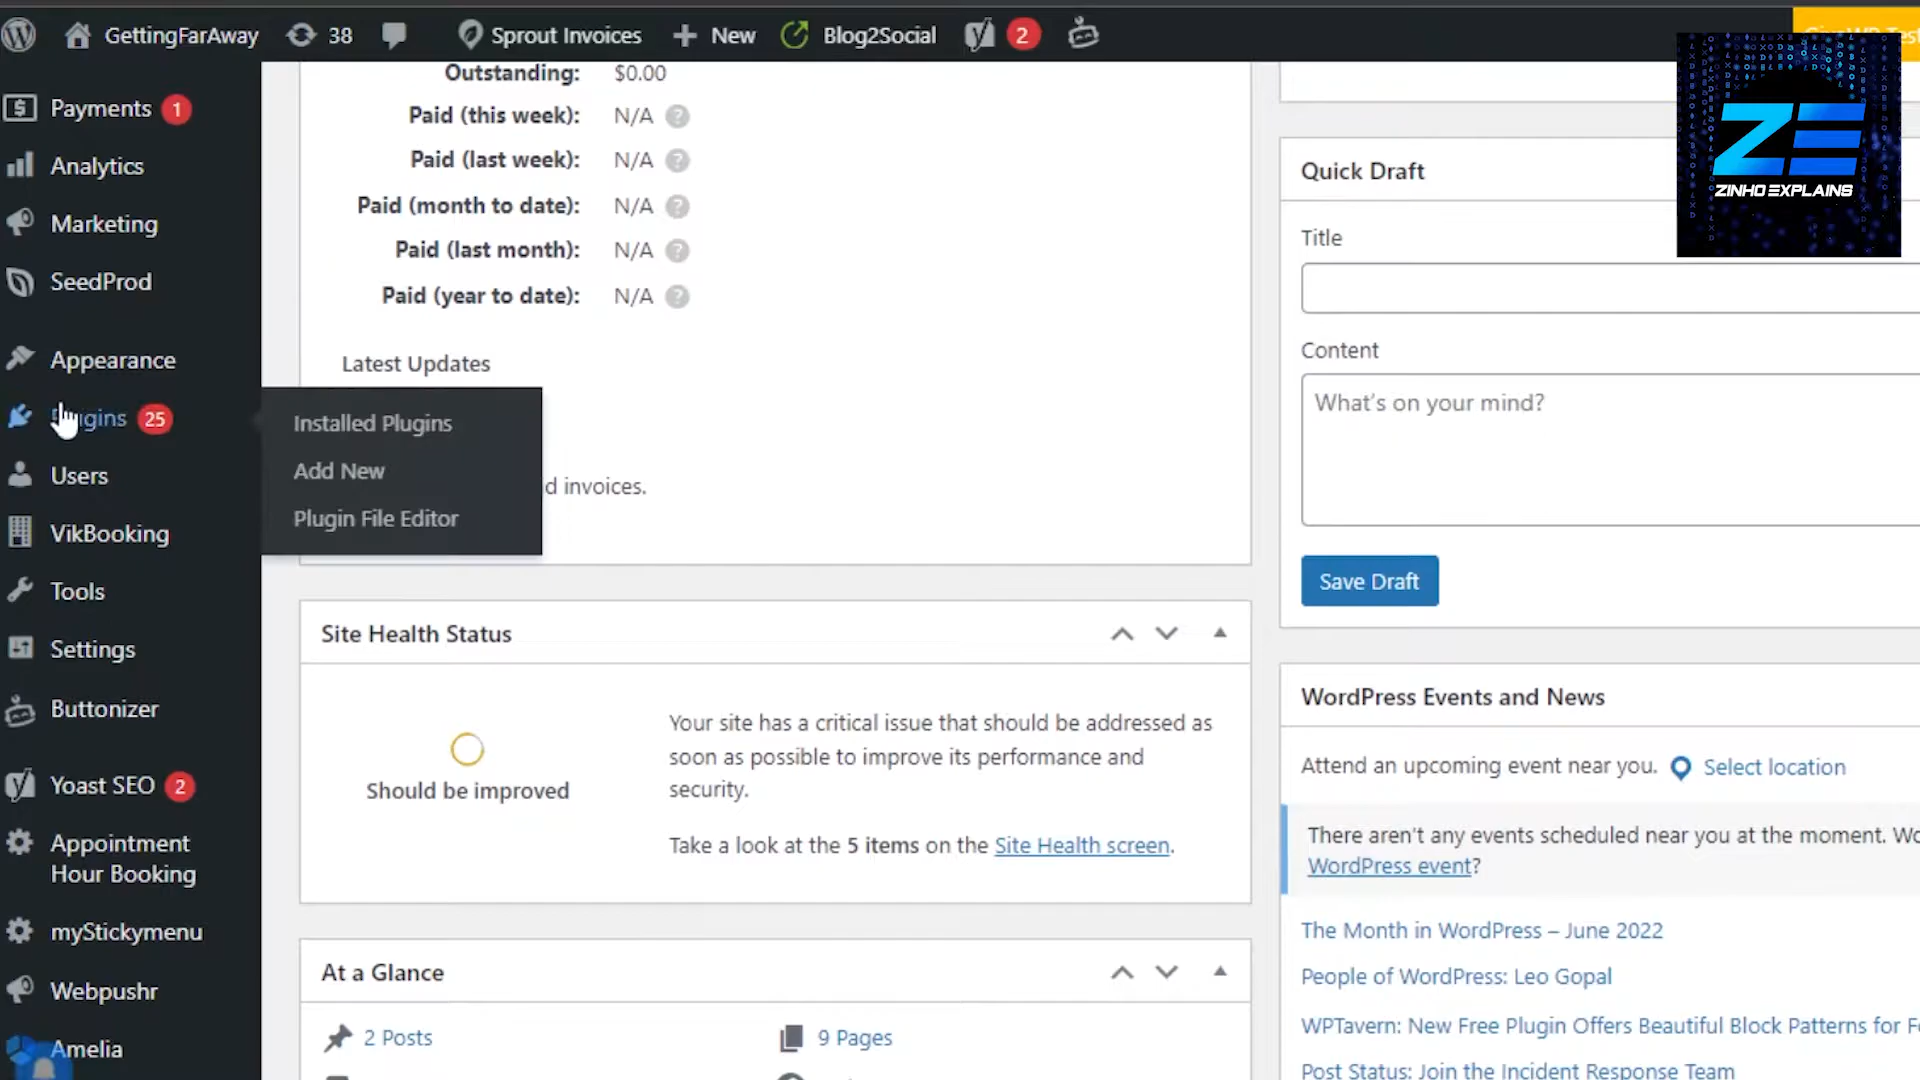 GettingFarAway
38
Sprout Invoices
New
Blog2Social
2
Payments 1
Analytics
Marketing
SeedProd
Appearance
25
Users
VikBooking
Tools
Settings
Buttonizer
Yoast SEO 2
Appointment
Hour Booking
myStickymenu
Webpushr
Amelia
Installed Plugins
Add New
Plugin File Editor
Outstanding: $0.00
Paid (this week): N/A ?
Paid (last week): N/A ?
Paid (month to date): N/A ?
Paid (last month): N/A ?
Paid (year to date): N/A ?
Latest Updates
d invoices.
Site Health Status
Should be improved
Your site has a critical issue that should be addressed as
soon as possible to improve its performance and
security.
Take a look at the 5 items on the Site Health screen.
At a Glance
2 Posts
9 Pages
ZE
ZINHO EXPLAINS
Quick Draft
Title
Content
What's on your mind?
Save Draft
WordPress Events and News
Attend an upcoming event near you. Select location
There aren't any events scheduled near you at the moment.
WordPress event?
The Month in WordPress – June 2022
People of WordPress: Leo Gopal
WPTavern: New Free Plugin Offers Beautiful Block Patterns for
Post Status: Join the Incident Response Team